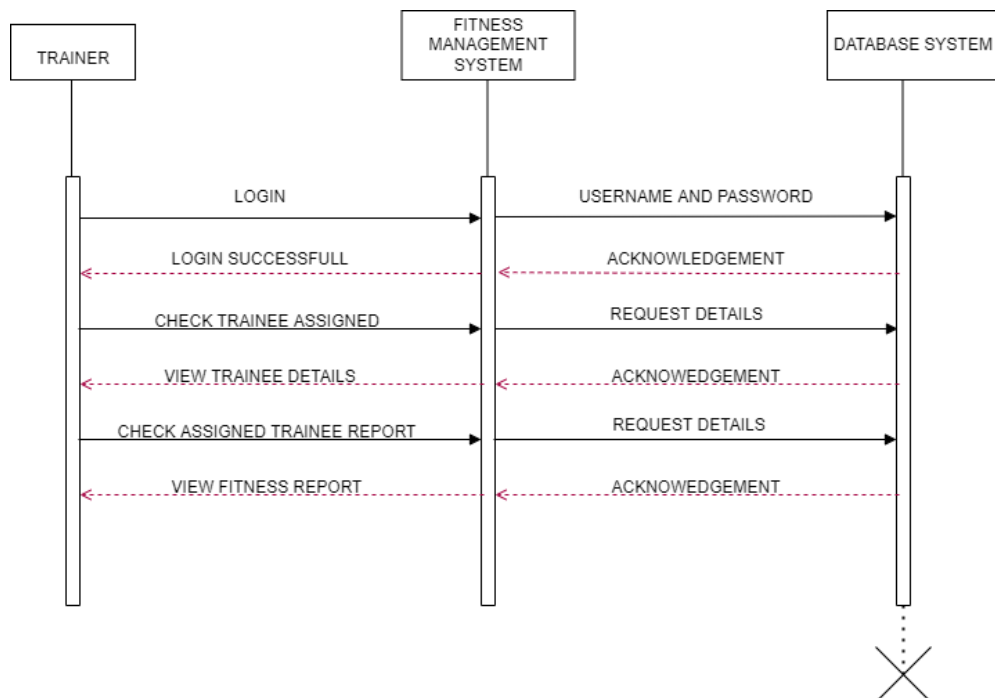 TRAINER
FITNESS
MANAGEMENT
SYSTEM
DATABASE SYSTEM
LOGIN
USERNAME AND PASSWORD
LOGIN SUCCESSFULL
ACKNOWLEDGEMENT
CHECK TRAINEE ASSIGNED
REQUEST DETAILS
VIEW TRAINEE DETAILS
ACKNOWEDGEMENT
CHECK ASSIGNED TRAINEE REPORT
REQUEST DETAILS
VIEW FITNESS REPORT
ACKNOWEDGEMENT